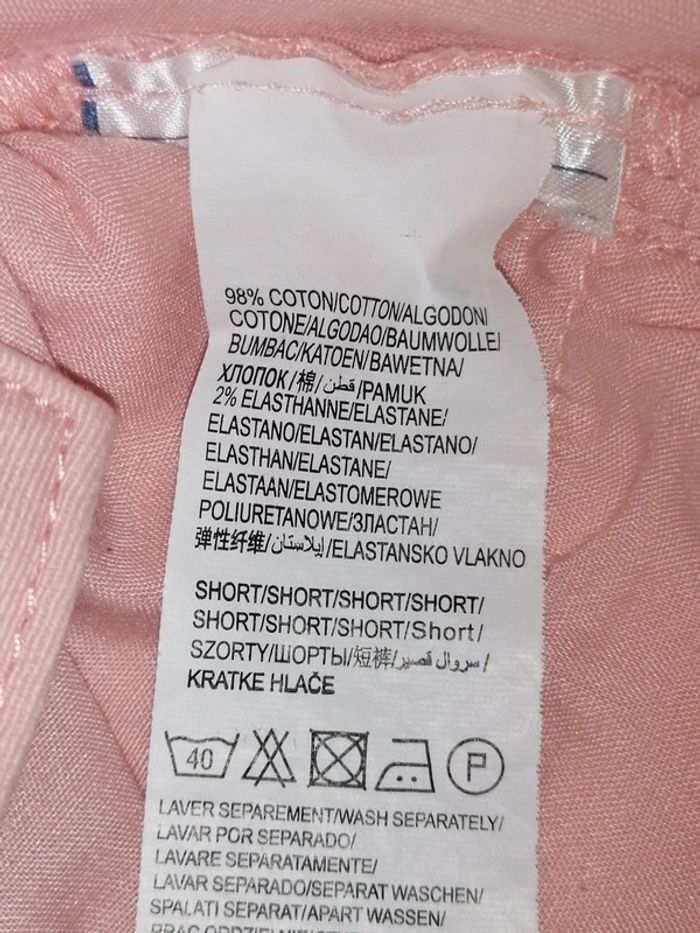 98% COTON/COTTON/ALGODON/
COTONE/ALGODAO/BAUMWOLLE/
BUMBAC/KATOEN/BAWETNA/
ХЛОПОК/棉/قطن/PAMUK
2% ELASTHANNE/ELASTANE/
ELASTANO/ELASTAN/ELASTANO/
ELASTHAN/ELASTANE/
ELASTAAN/ELASTOMEROWE
POLIURETANOWE/ЗЛАСТАН/
弹性纤维/إيلاستان/ELASTANSKO VLAKNO
SHORT/SHORT/SHORT/SHORT/
SHORT/SHORT/SHORT/Short/
SZORTY/ШОРТЫ/短裤/سروال قصير/
KRATKE HLAČE
40 P
LAVER SEPAREMENT/WASH SEPARATELY/
LAVAR POR SEPARADO/
LAVARE SEPARATAMENTE/
LAVAR SEPARADO/SEPARAT WASCHEN/
SPALATI SEPARAT/APART WASSEN/